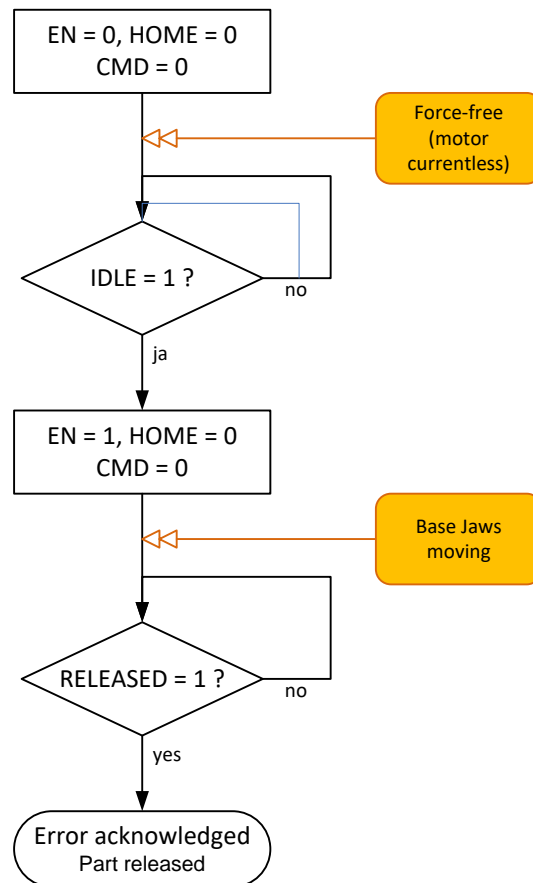 EN = 0, HOME = 0
CMD = 0
Force-free
(motor
currentless)
IDLE = 1 ?
no
ja
EN = 1, HOME = 0
CMD = 0
Base Jaws
moving
RELEASED = 1 ?
no
yes
Error acknowledged
Part released